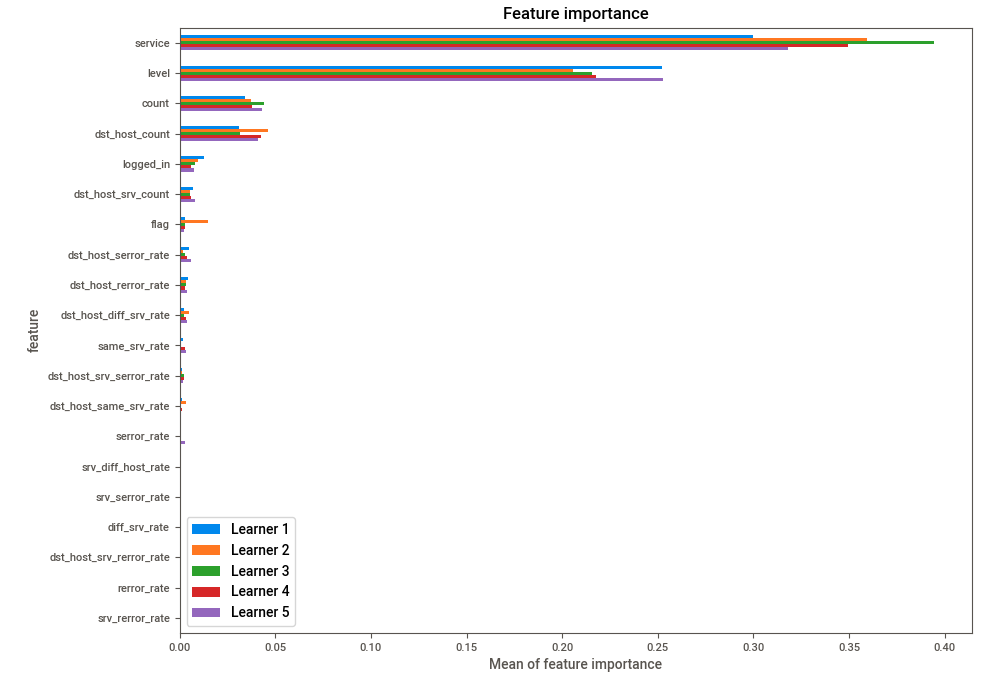 Feature importance
service
level
count
dst_host_count
logged_in
dst_host_srv_count
flag
dst_host_serror_rate
dst_host_rerror_rate
dst_host_diff_srv_rate
same_srv_rate
dst_host_srv_serror_rate
dst_host_same_srv_rate
serror_rate
srv_diff_host_rate
srv_serror_rate
diff_srv_rate
dst_host_srv_rerror_rate
rerror_rate
srv_rerror_rate
feature
Learner 1
Learner 2
Learner 3
Learner 4
Learner 5
0.00 0.05 0.10 0.15 0.20 0.25 0.30 0.35 0.40
Mean of feature importance